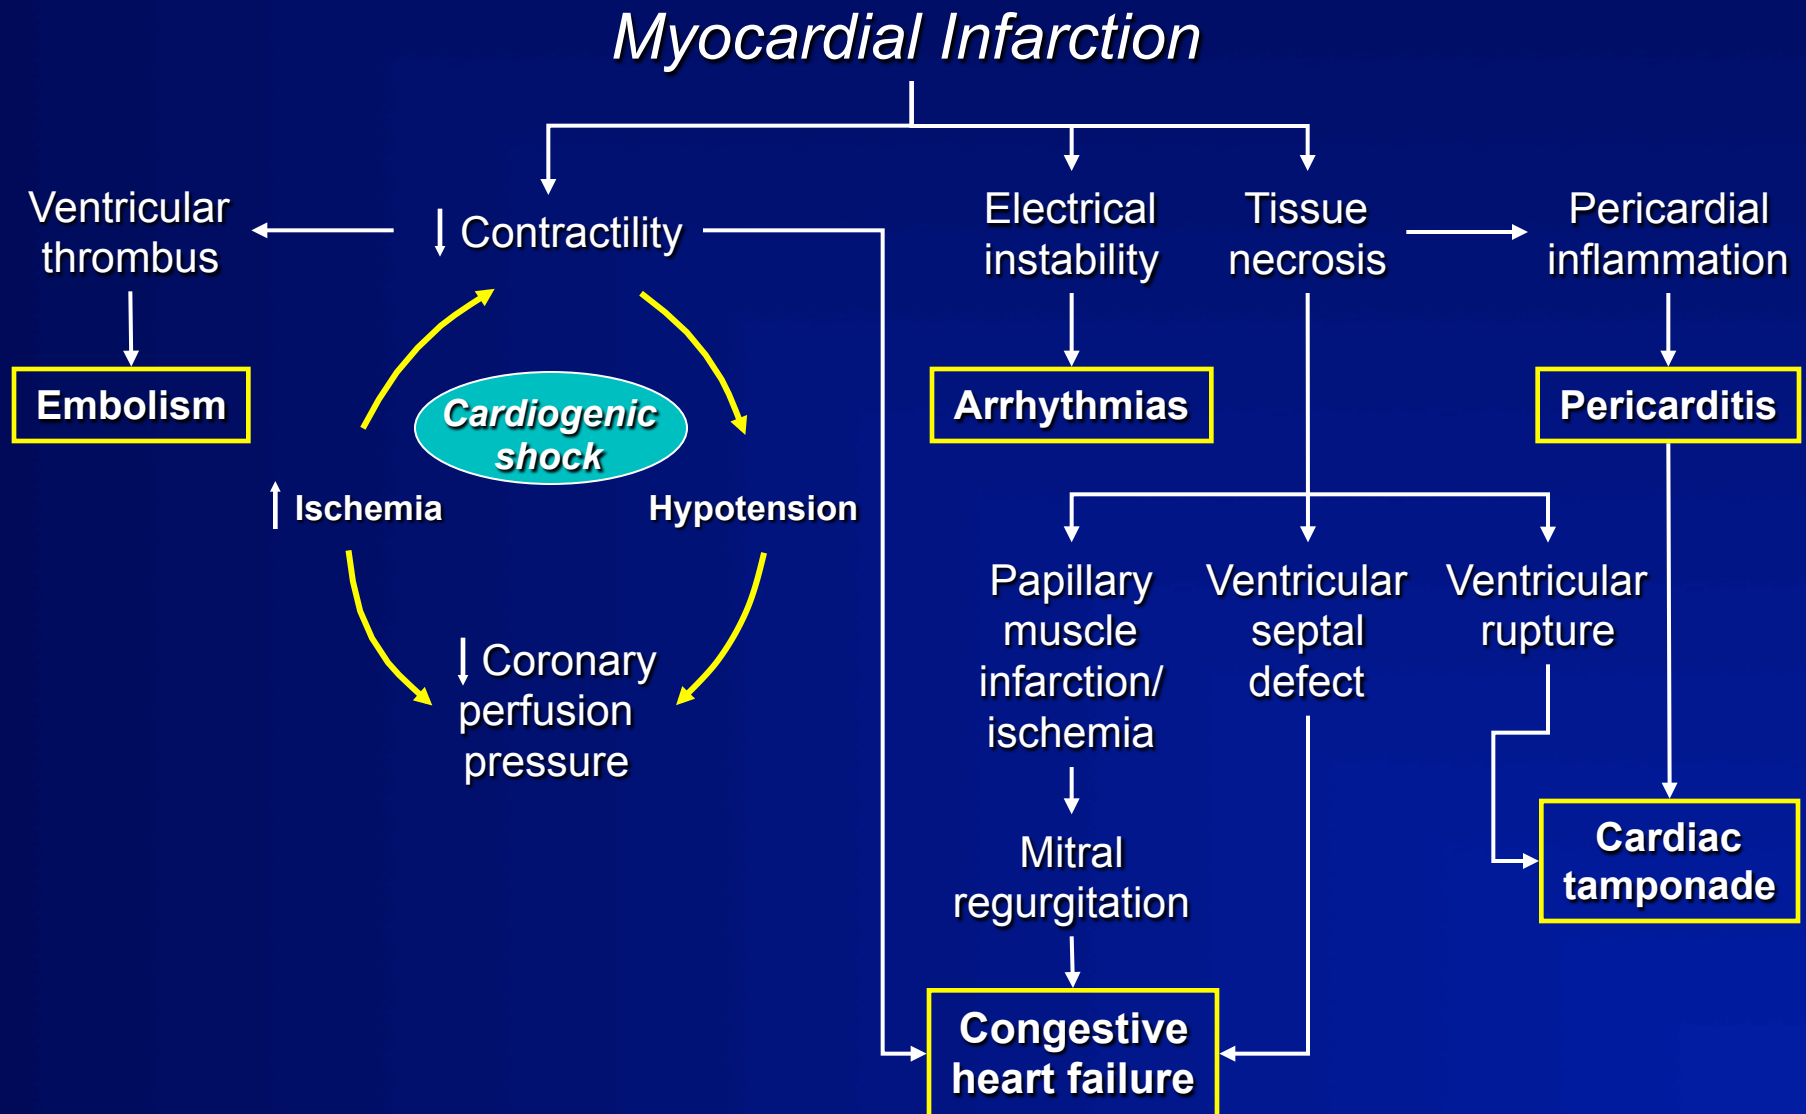 Myocardial Infarction
Ventricular
thrombus
↓ Contractility
Electrical
instability
Tissue
necrosis
Pericardial
inflammation
Embolism
Cardiogenic
shock
Arrhythmias
Pericarditis
↑ Ischemia
Hypotension
↓ Coronary
perfusion
pressure
Papillary
muscle
infarction/
ischemia
Ventricular
septal
defect
Ventricular
rupture
Mitral
regurgitation
Cardiac
tamponade
Congestive
heart failure